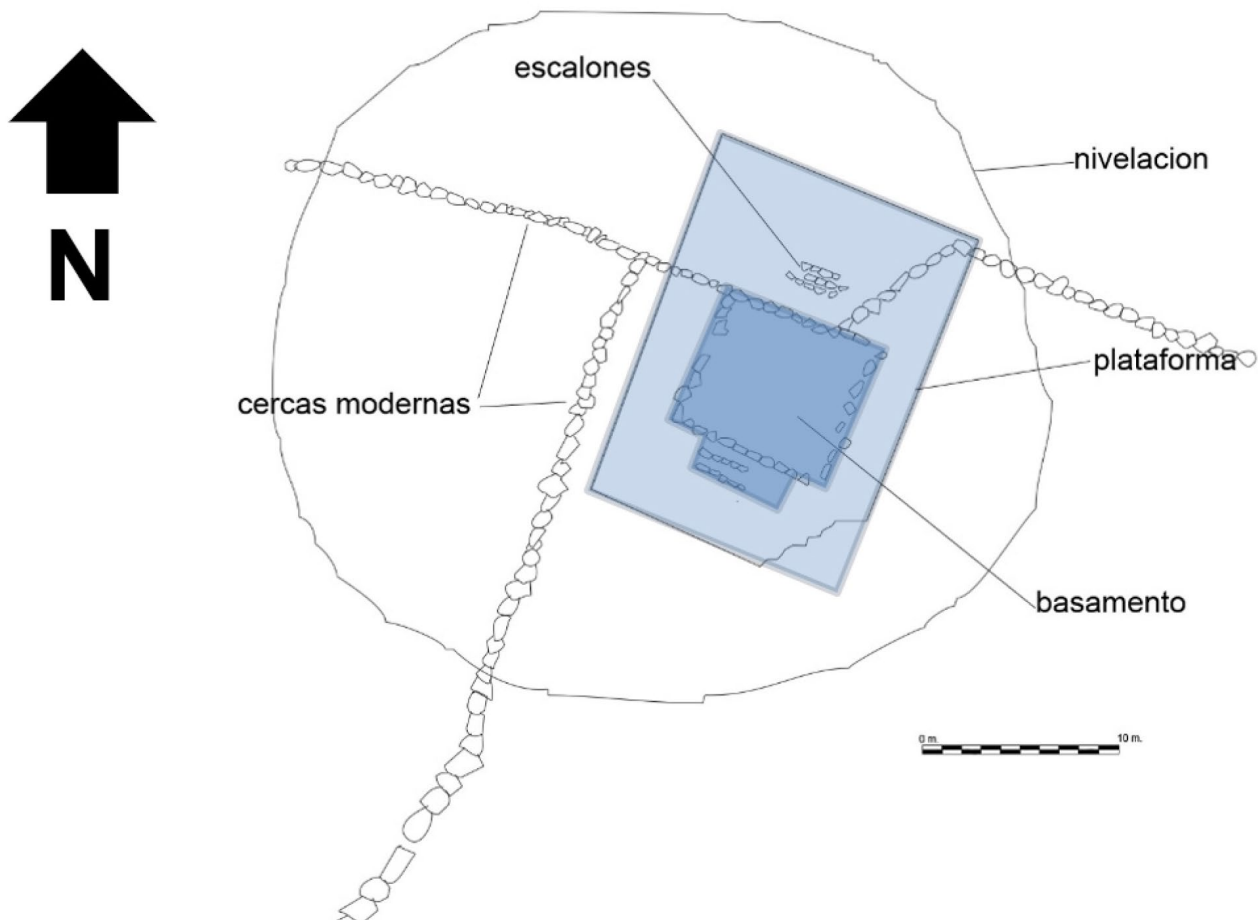 escalones
nivelacion
N
plataforma
cercas modernas
basamento
0 m. 10 m.